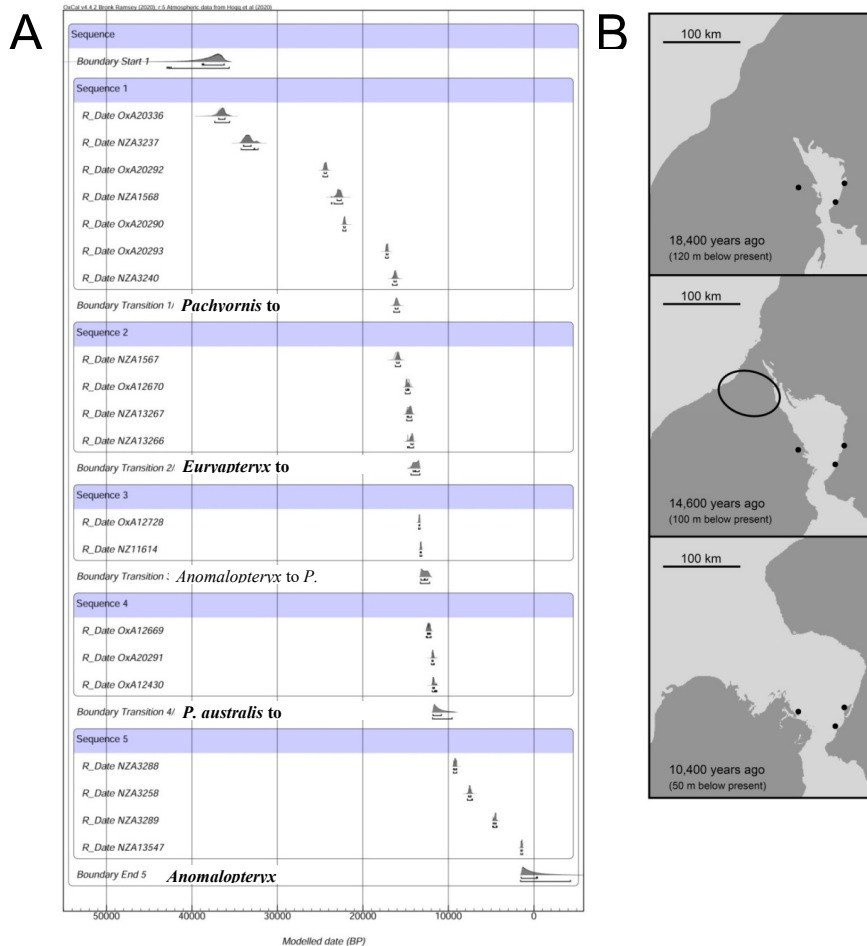 A
OxCal v4.4.2 Bronk Ramsey (2020); r:5 Atmospheric data from Hogg et al (2020)
Sequence
Boundary Start 1
Sequence 1
R_Date OxA20336
R_Date NZA3237
R_Date OxA20292
R_Date NZA1568
R_Date OxA20290
R_Date OxA20293
R_Date NZA3240
Boundary Transition 1/ Pachyornis to
Sequence 2
R_Date NZA1567
R_Date OxA12670
R_Date NZA13267
R_Date NZA13266
Boundary Transition 2/ Euryapteryx to
Sequence 3
R_Date OxA12728
R_Date NZ11614
Boundary Transition Anomalopteryx to P.
Sequence 4
R_Date OxA12669
R_Date OxA20291
R_Date OxA12430
Boundary Transition 4/ P. australis to
Sequence 5
R_Date NZA3288
R_Date NZA3258
R_Date NZA3289
R_Date NZA13547
Boundary End 5 Anomalopteryx
50000 40000 30000 20000 10000 0
Modelled date (BP)
B
100 km
18,400 years ago
(120 m below present)
100 km
14,600 years ago
(100 m below present)
100 km
10,400 years ago
(50 m below present)